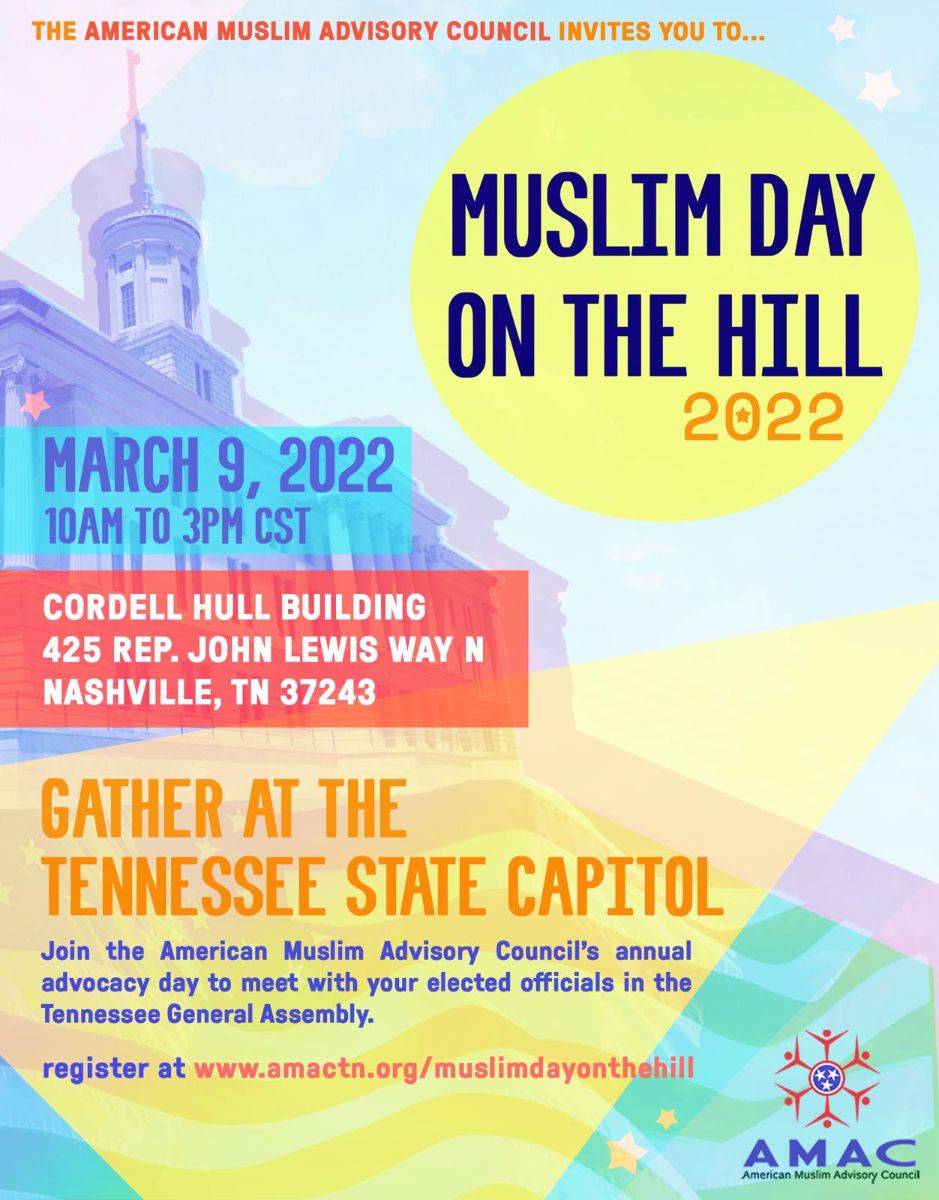 THE AMERICAN MUSLIM ADVISORY COUNCIL INVITES YOU TO...
MUSLIM DAY
ON THE HILL
2022
MARCH 9, 2022
10AM TO 3PM CST
CORDELL HULL BUILDING
425 REP. JOHN LEWIS WAY N
NASHVILLE, TN 37243
GATHER AT THE
TENNESSEE STATE CAPITOL
Join the American Muslim Advisory Council's annual
advocacy day to meet with your elected officials in the
Tennessee General Assembly.
register at www.amactn.org/muslimdayonthehill
AMAC
American Muslim Advisory Council